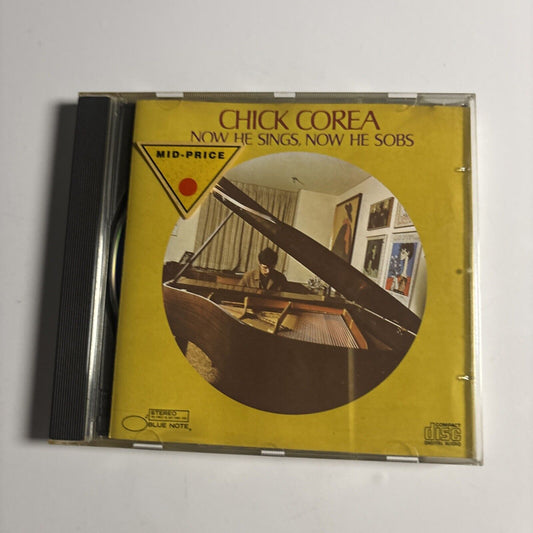 CHICK COREA
NOW HE SINGS, NOW HE SOBS
MID-PRICE
STEREO
BLUE NOTE
COMPACT
disc
DIGITAL AUDIO